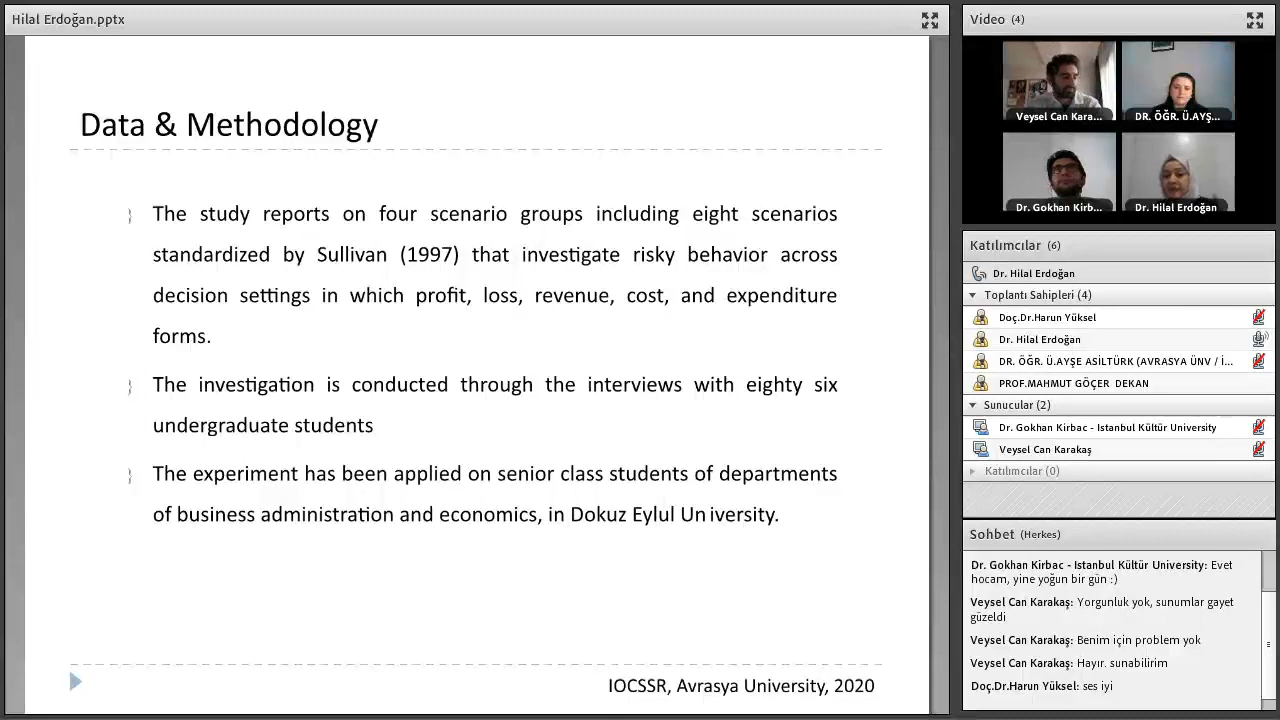 Hilal Erdoğan.pptx
Data & Methodology
The study reports on four scenario groups including eight scenarios
standardized by Sullivan (1997) that investigate risky behavior across
decision settings in which profit, loss, revenue, cost, and expenditure
forms.
The investigation is conducted through the interviews with eighty six
undergraduate students
The experiment has been applied on senior class students of departments
of business administration and economics, in Dokuz Eylul University.
IOCSSR, Avrasya University, 2020
Video (4)
Veysel Can Kara...
DR. ÖĞR. Ü.AYŞ...
Dr. Gokhan Kirb...
Dr. Hilal Erdoğan
Katılımcılar (6)
Dr. Hilal Erdoğan
Toplantı Sahipleri (4)
Doç.Dr.Harun Yüksel
Dr. Hilal Erdoğan
DR. ÖĞR. Ü.AYŞE ASİLTÜRK (AVRASYA ÜNV / İ...
PROF.MAHMUT GÖÇER DEKAN
Sunucular (2)
Dr. Gokhan Kirbac - Istanbul Kültür University
Veysel Can Karakaş
Katılımcılar (0)
Sohbet (Herkes)
Dr. Gokhan Kirbac - Istanbul Kültür University: Evet
hocam, yine yoğun bir gün :)
Veysel Can Karakaş: Yorgunluk yok, sunumlar gayet
güzeldi
Veysel Can Karakaş: Benim için problem yok
Veysel Can Karakaş: Hayır. sunabilirim
Doç.Dr.Harun Yüksel: ses iyi